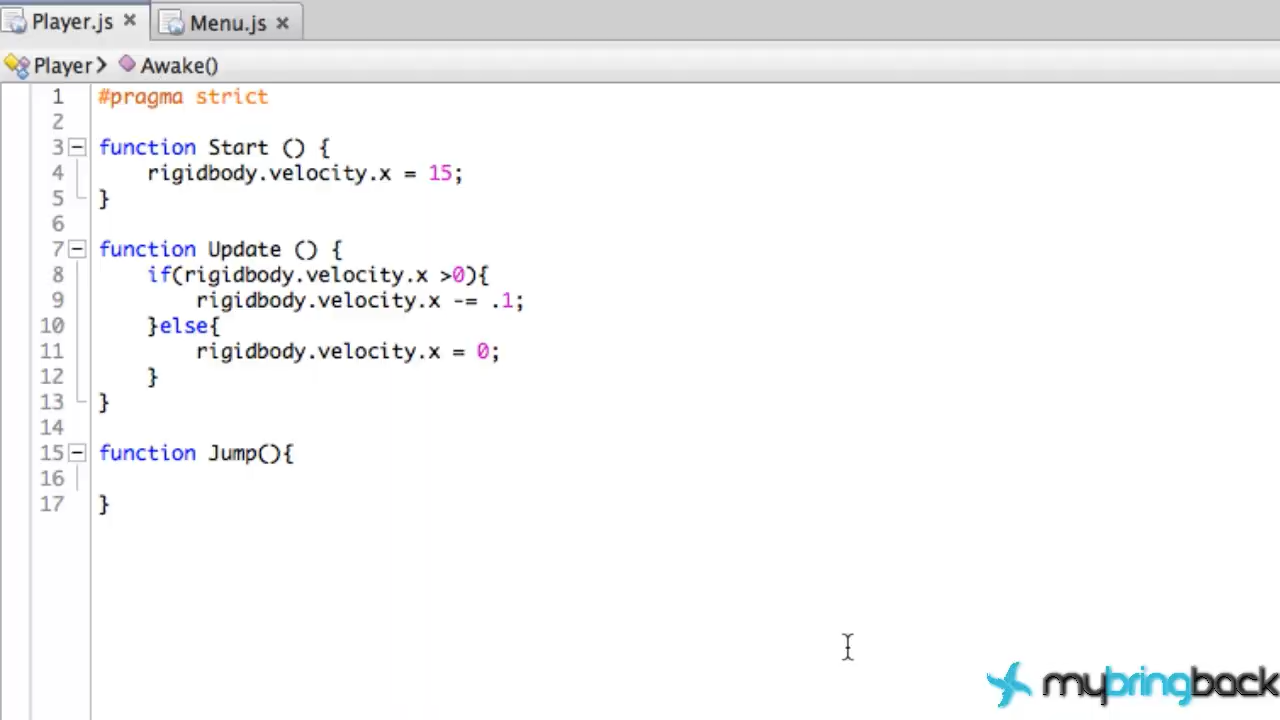 Player.js × Menu.js ×
Player > Awake()
1 #pragma strict
2
3 function Start () {
4 rigidbody.velocity.x = 15;
5 }
6
7 function Update () {
8 if(rigidbody.velocity.x >0){
9 rigidbody.velocity.x -= .1;
10 }else{
11 rigidbody.velocity.x = 0;
12 }
13 }
14
15 function Jump(){
16
17 }
mybringback